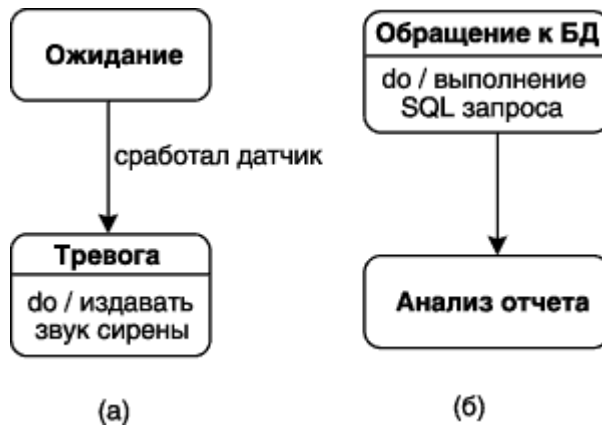 Ожидание
сработал датчик
Тревога
do / издавать
звук сирены
(а)
Обращение к БД
do / выполнение
SQL запроса
Анализ отчета
(б)